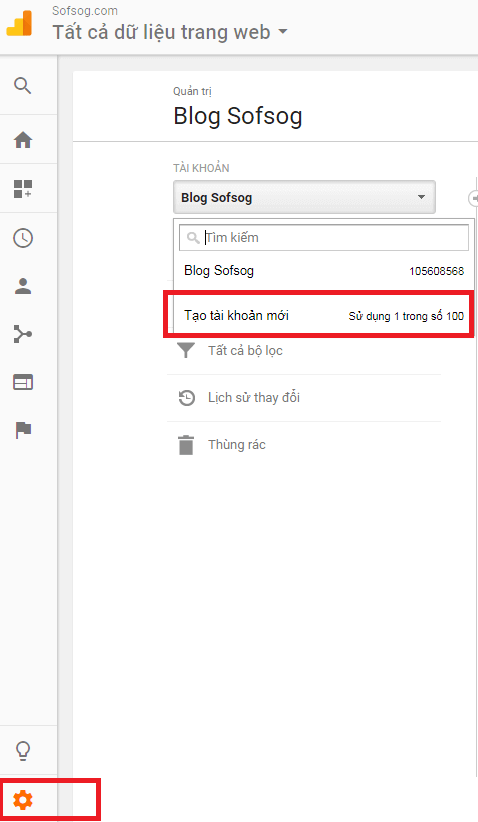 Sofsog.com
Tất cả dữ liệu trang web
Quản trị
Blog Sofsog
TÀI KHOẢN
Blog Sofsog
Tìm kiếm
Blog Sofsog 105608568
Tạo tài khoản mới Sử dụng 1 trong số 100
Tất cả bộ lọc
Lịch sử thay đổi
Thùng rác